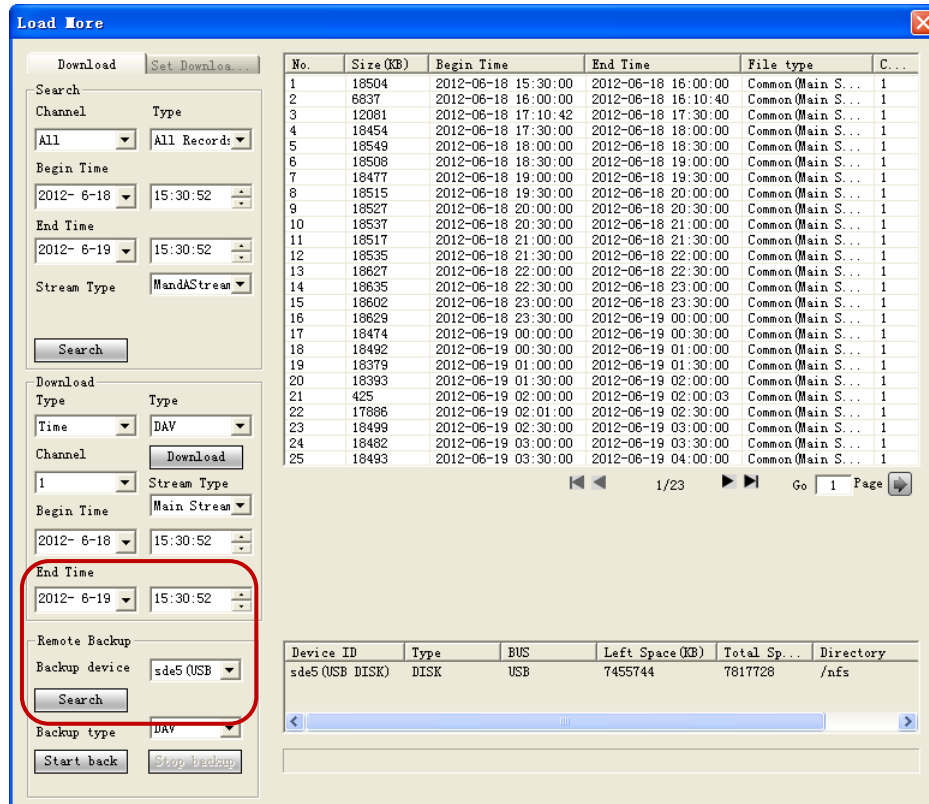 Load More
Download Set Downloa...
Search
Channel Type
All All Records
Begin Time
2012- 6-18 15:30:52
End Time
2012- 6-19 15:30:52
Stream Type MandAStream
Search
Download
Type Type
Time DAV
Channel Download
1 Stream Type
Begin Time Main Stream
2012- 6-18 15:30:52
End Time
2012- 6-19 15:30:52
Remote Backup
Backup device sde5(USB
Search
Backup type DAV
Start back Stop backup
No. Size(KB) Begin Time End Time File type C...
1 18504 2012-06-18 15:30:00 2012-06-18 16:00:00 Common(Main S... 1
2 6837 2012-06-18 16:00:00 2012-06-18 16:10:40 Common(Main S... 1
3 12081 2012-06-18 17:10:42 2012-06-18 17:30:00 Common(Main S... 1
4 18454 2012-06-18 17:30:00 2012-06-18 18:00:00 Common(Main S... 1
5 18549 2012-06-18 18:00:00 2012-06-18 18:30:00 Common(Main S... 1
6 18508 2012-06-18 18:30:00 2012-06-18 19:00:00 Common(Main S... 1
7 18477 2012-06-18 19:00:00 2012-06-18 19:30:00 Common(Main S... 1
8 18515 2012-06-18 19:30:00 2012-06-18 20:00:00 Common(Main S... 1
9 18527 2012-06-18 20:00:00 2012-06-18 20:30:00 Common(Main S... 1
10 18537 2012-06-18 20:30:00 2012-06-18 21:00:00 Common(Main S... 1
11 18517 2012-06-18 21:00:00 2012-06-18 21:30:00 Common(Main S... 1
12 18535 2012-06-18 21:30:00 2012-06-18 22:00:00 Common(Main S... 1
13 18627 2012-06-18 22:00:00 2012-06-18 22:30:00 Common(Main S... 1
14 18635 2012-06-18 22:30:00 2012-06-18 23:00:00 Common(Main S... 1
15 18602 2012-06-18 23:00:00 2012-06-18 23:30:00 Common(Main S... 1
16 18629 2012-06-18 23:30:00 2012-06-19 00:00:00 Common(Main S... 1
17 18474 2012-06-19 00:00:00 2012-06-19 00:30:00 Common(Main S... 1
18 18492 2012-06-19 00:30:00 2012-06-19 01:00:00 Common(Main S... 1
19 18379 2012-06-19 01:00:00 2012-06-19 01:30:00 Common(Main S... 1
20 18393 2012-06-19 01:30:00 2012-06-19 02:00:00 Common(Main S... 1
21 425 2012-06-19 02:00:00 2012-06-19 02:00:03 Common(Main S... 1
22 17886 2012-06-19 02:01:00 2012-06-19 02:30:00 Common(Main S... 1
23 18499 2012-06-19 02:30:00 2012-06-19 03:00:00 Common(Main S... 1
24 18482 2012-06-19 03:00:00 2012-06-19 03:30:00 Common(Main S... 1
25 18493 2012-06-19 03:30:00 2012-06-19 04:00:00 Common(Main S... 1
1/23 Go 1 Page
Device ID Type BUS Left Space(KB) Total Sp... Directory
sde5(USB DISK) DISK USB 7455744 7817728 /nfs